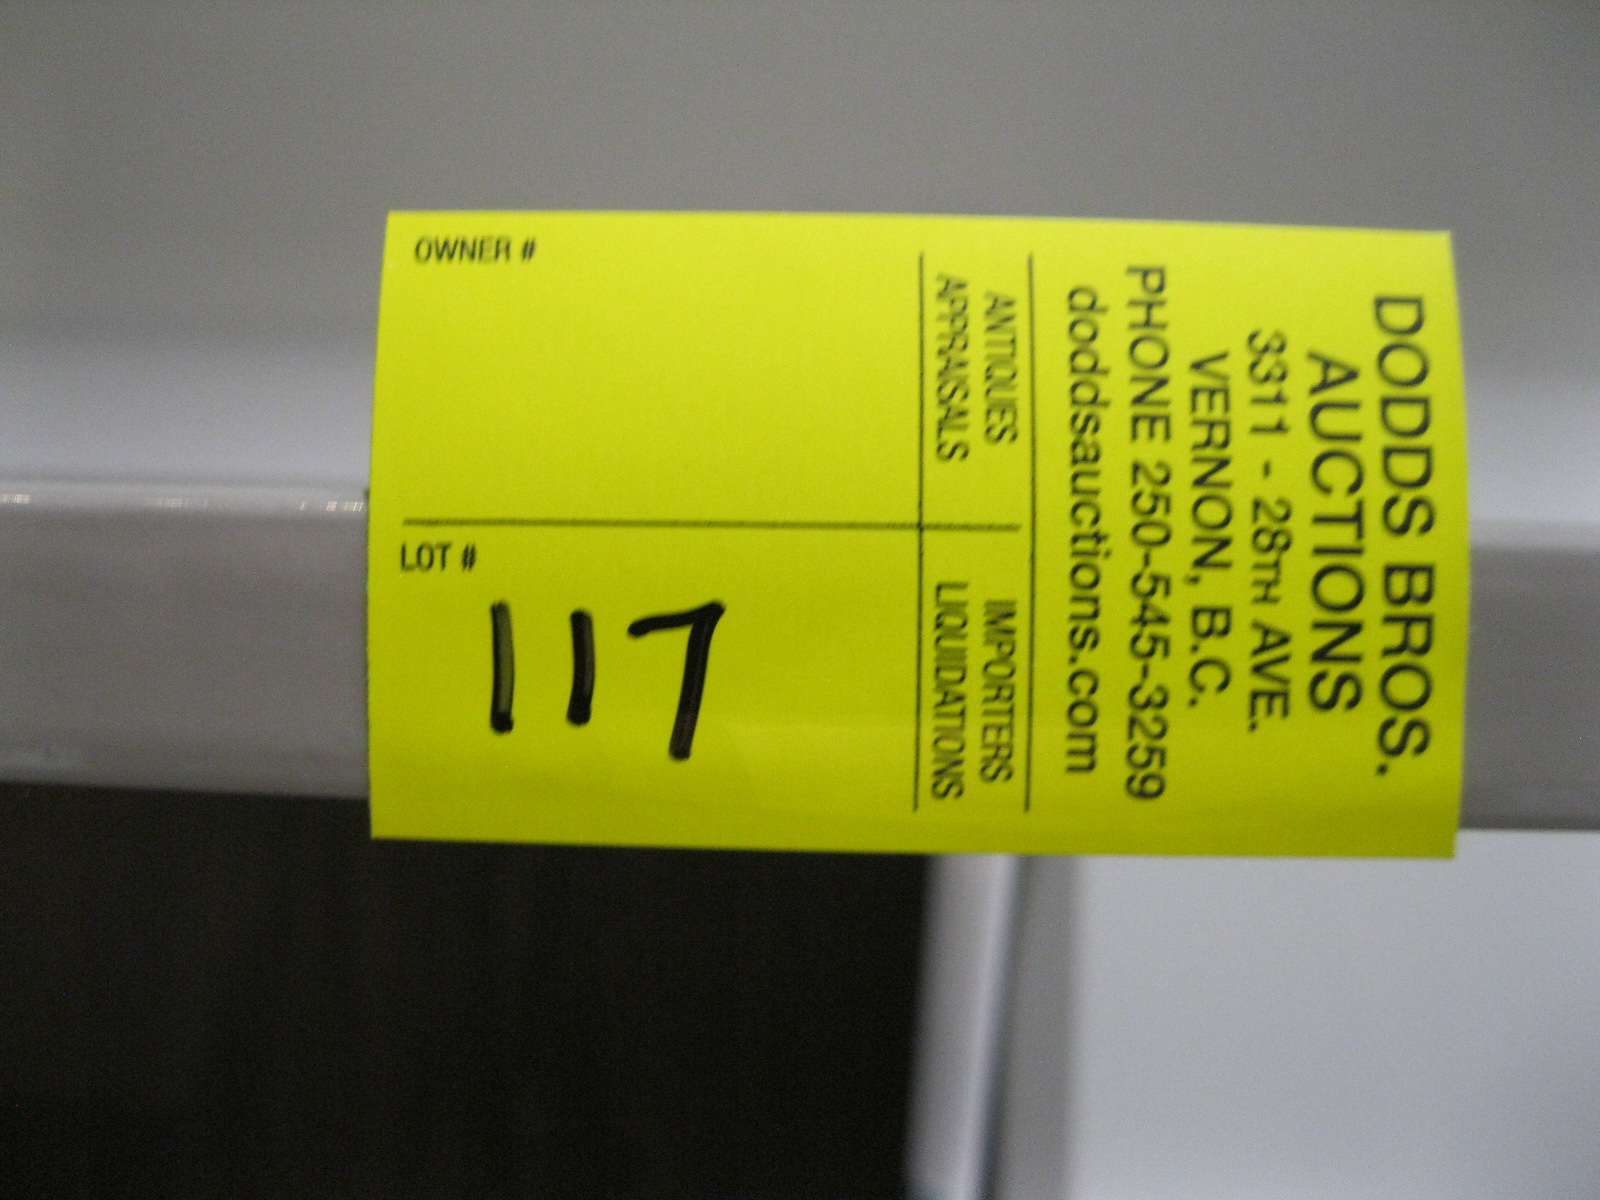 DODDS BROS.
AUCTIONS
3311 - 28TH AVE.
VERNON, B.C.
PHONE 250-545-3259
doddsauctions.com
ANTIQUES
APPRAISALS
IMPORTERS
LIQUIDATIONS
OWNER #
LOT #
117